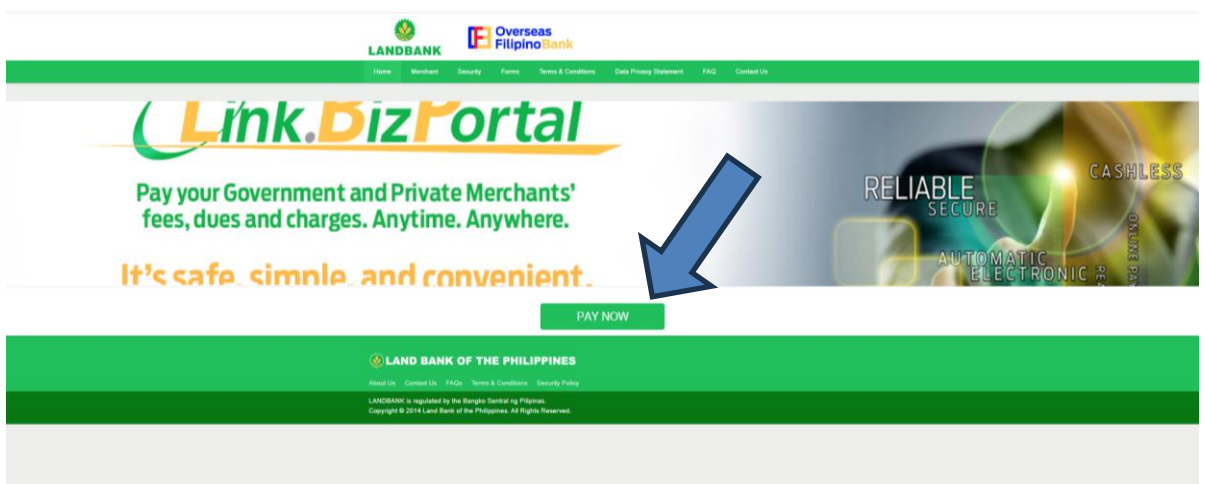 LANDBANK
Overseas
FilipinoBank
Home Merchant Security Forms Terms & Conditions Data Privacy Statement FAQ Contact Us
Link.BizPortal
Pay your Government and Private Merchants'
fees, dues and charges. Anytime. Anywhere.
It's safe, simple, and convenient.
RELIABLE
SECURE
CASHLESS
AUTOMATIC
ELECTRONIC
ONLINE PA
REA
PAY NOW
LAND BANK OF THE PHILIPPINES
About Us Contact Us FAQs Terms & Conditions Security Policy
LANDBANK is regulated by the Bangko Sentral ng Pilipinas.
Copyright © 2014 Land Bank of the Philippines. All Rights Reserved.